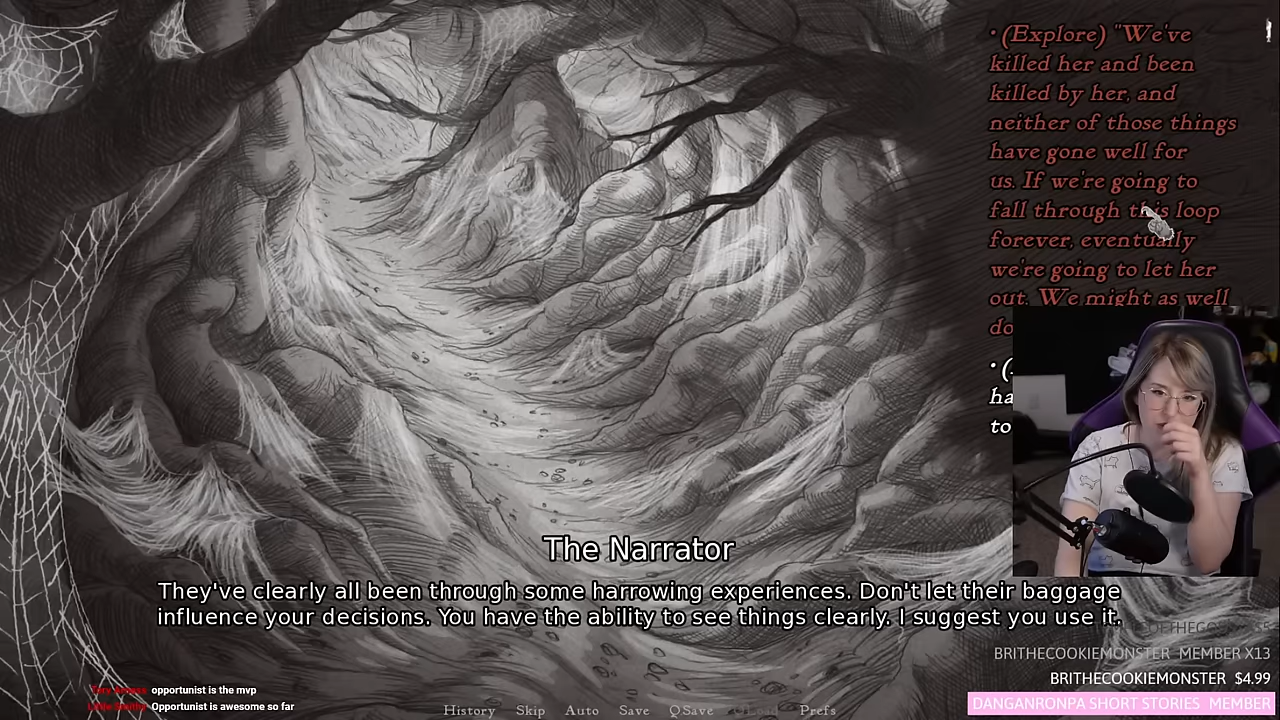 • (Explore) "We've
killed her and been
killed by her, and
neither of those things
have gone well for
us. If we're going to
fall through this loop
forever, eventually
we're going to let her
out. We might as well
do
• (
ha
to
The Narrator
They've clearly all been through some harrowing experiences. Don't let their baggage
influence your decisions. You have the ability to see things clearly. I suggest you use it.
BRITHECOOKIEMONSTER MEMBER X13
BRITHECOOKIEMONSTER $4.99
DANGANRONPA SHORT STORIES MEMBER
opportunist is the mvp
Opportunist is awesome so far
History Skip Auto Save Q.Save Q.Load Prefs